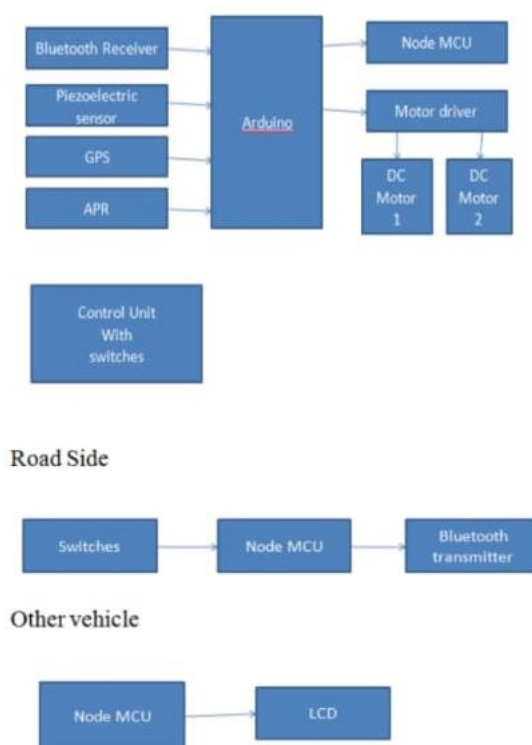 Bluetooth Receiver
Piezoelectric
sensor
GPS
APR
Arduino
Node MCU
Motor driver
DC
Motor
1
DC
Motor
2
Control Unit
With
switches
Road Side
Switches
Node MCU
Bluetooth
transmitter
Other vehicle
Node MCU
LCD